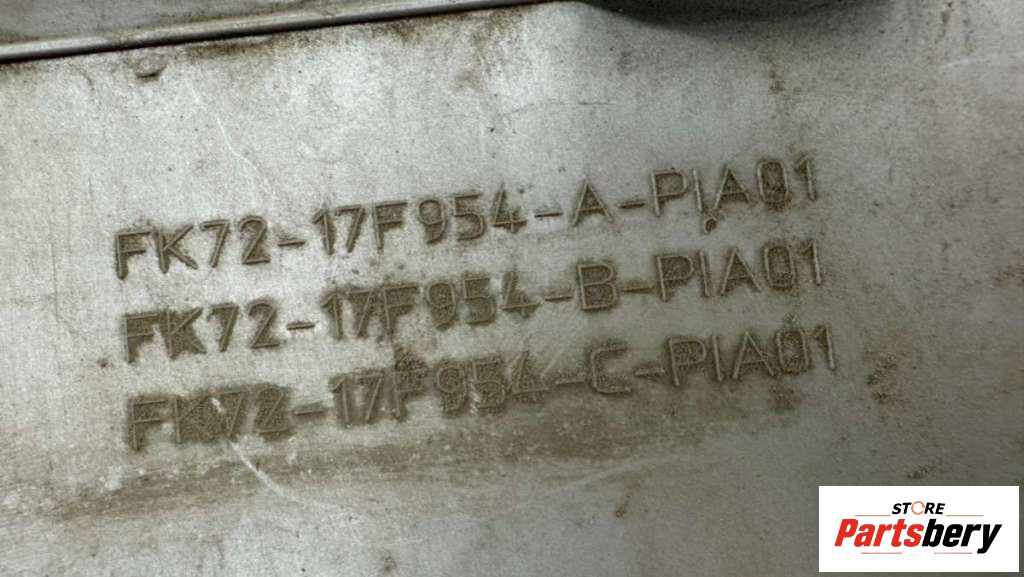 FK72-17F954-A-PIA01
FK72-17F954-B-PIA01
FK72-17F954-C-PIA01
STORE
Partsbery